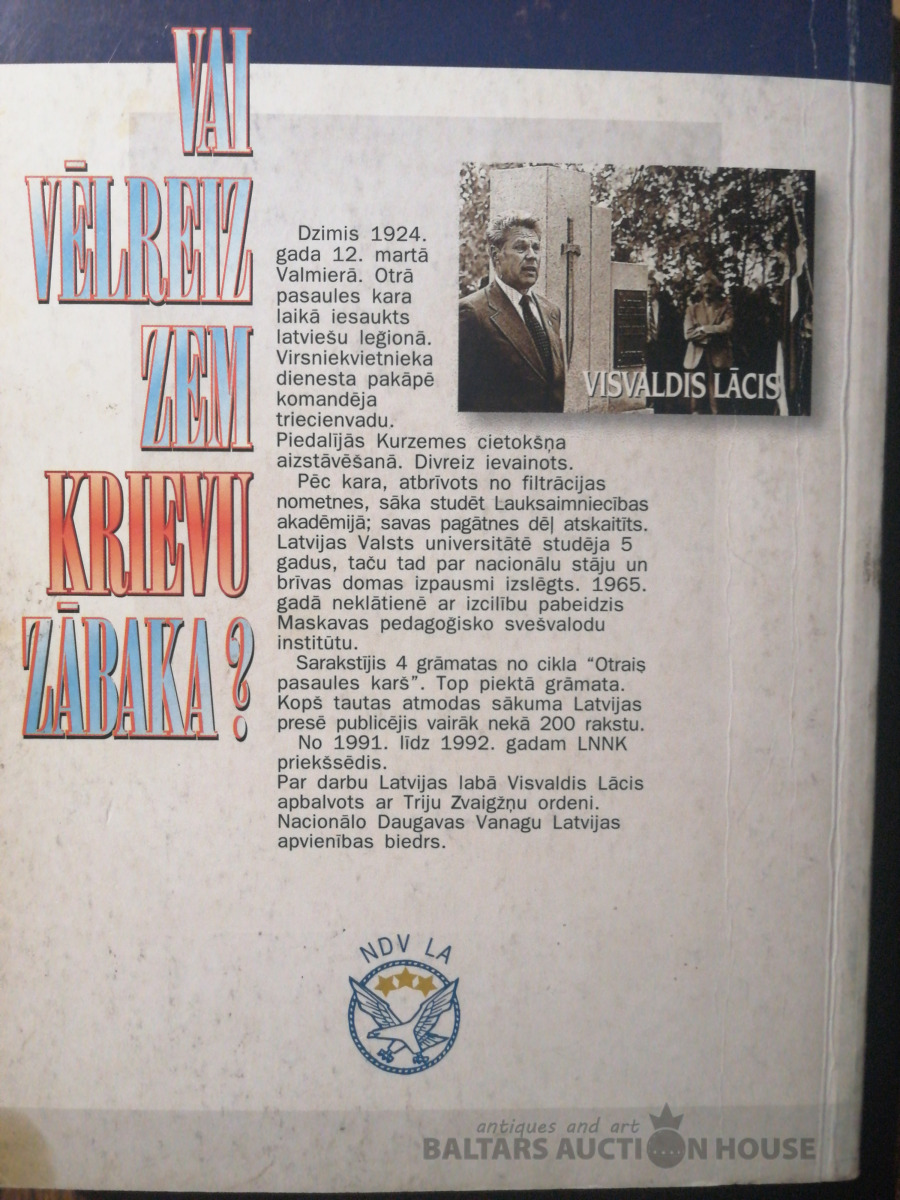 VAI
VĒLREIZ
ZEM
KRIEVU
ZĀBAKA?
VISVALDIS LĀCIS
Dzimis 1924.
gada 12. martā
Valmierā. Otrā
pasaules kara
laikā iesaukts
latviešu leģionā.
Virsniekvietnieka
dienesta pakāpē
komandēja
triecienvadu.
Piedalījās Kurzemes cietokšņa
aizstāvēšanā. Divreiz ievainots.
Pēc kara, atbrīvots no filtrācijas
nometnes, sāka studēt Lauksaimniecības
akadēmijā; savas pagātnes dēļ atskaitīts.
Latvijas Valsts universitātē studēja 5
gadus, taču tad par nacionālu stāju un
brīvas domas izpausmi izslēgts. 1965.
gadā neklātienē ar izcilību pabeidzis
Maskavas pedagoģisko svešvalodu
institūtu.
Sarakstījis 4 grāmatas no cikla “Otrais
pasaules karš”. Top piektā grāmata.
Kopš tautas atmodas sākuma Latvijas
presē publicējis vairāk nekā 200 rakstu.
No 1991. līdz 1992. gadam LNNK
priekšsēdis.
Par darbu Latvijas labā Visvaldis Lācis
apbalvots ar Triju Zvaigžņu ordeni.
Nacionālo Daugavas Vanagu Latvijas
apvienības biedrs.
NDV LA
antiques and art
BALTARS AUCTION HOUSE